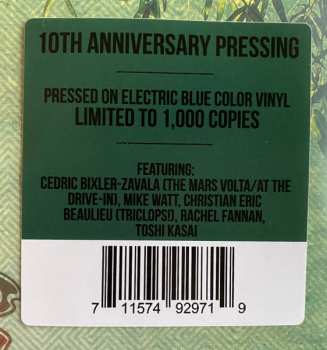 10TH ANNIVERSARY PRESSING
PRESSED ON ELECTRIC BLUE COLOR VINYL
LIMITED TO 1,000 COPIES
FEATURING:
CEDRIC BIXLER-ZAVALA (THE MARS VOLTA/AT THE
DRIVE-IN), MIKE WATT, CHRISTIAN ERIC
BEAULIEU (TRICLOPS!), RACHEL FANNAN,
TOSHI KASAI
7 11574 92971 9